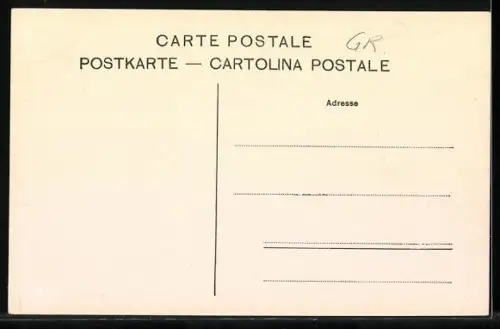 CARTE POSTALE GR.
POSTKARTE — CARTOLINA POSTALE
Adresse